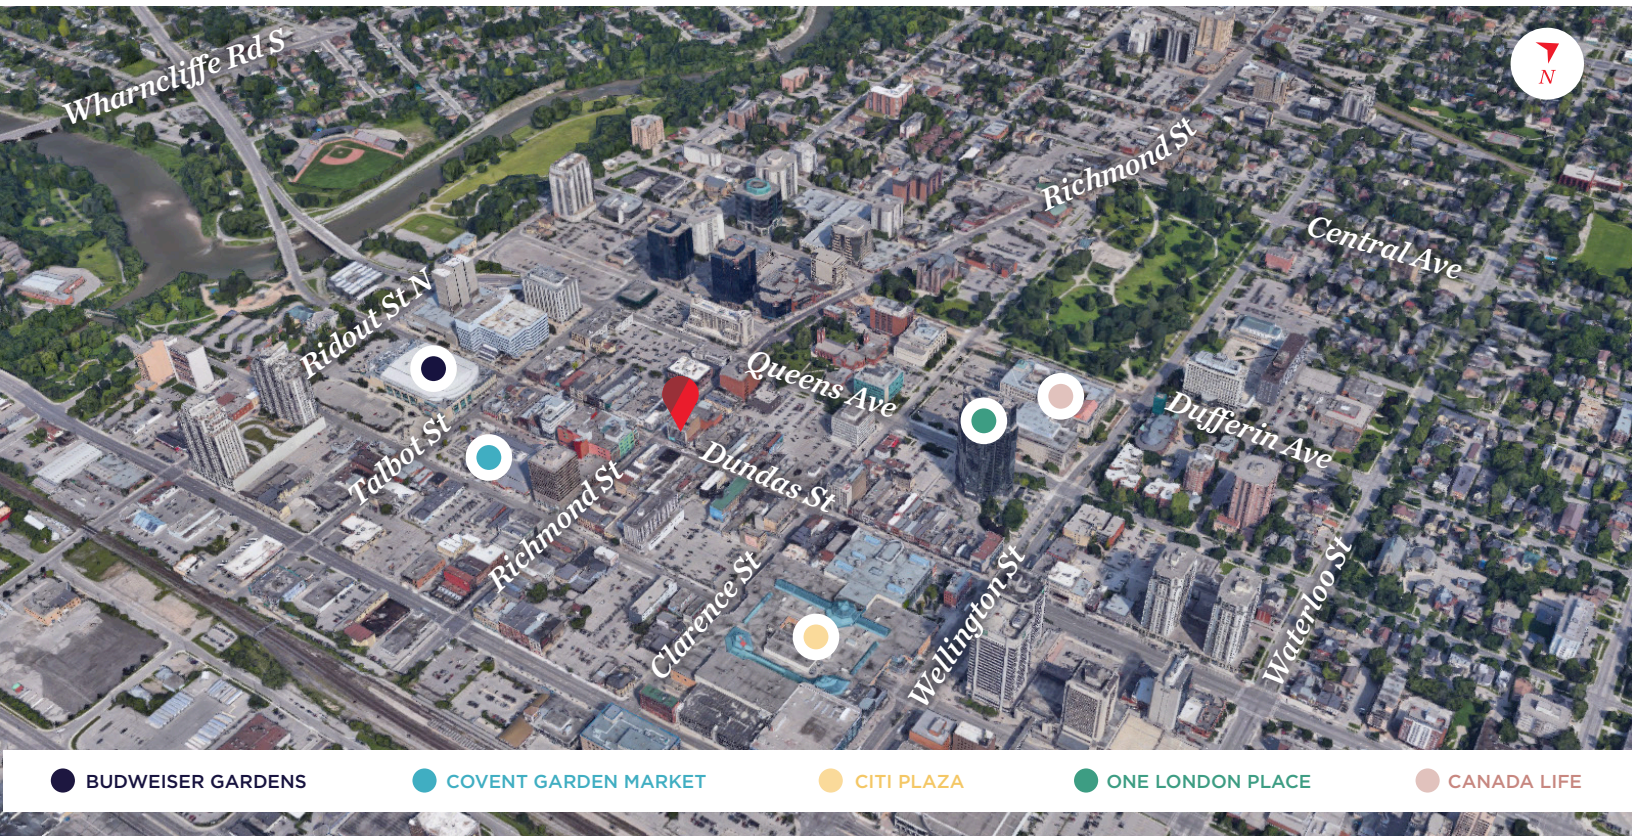 Wharncliffe Rd S
N
Richmond St
Central Ave
Ridout St N
Queens Ave
Dufferin Ave
Talbot St
Dundas St
Richmond St
Clarence St
Wellington St
Waterloo St
BUDWEISER GARDENS
COVENT GARDEN MARKET
CITI PLAZA
ONE LONDON PLACE
CANADA LIFE